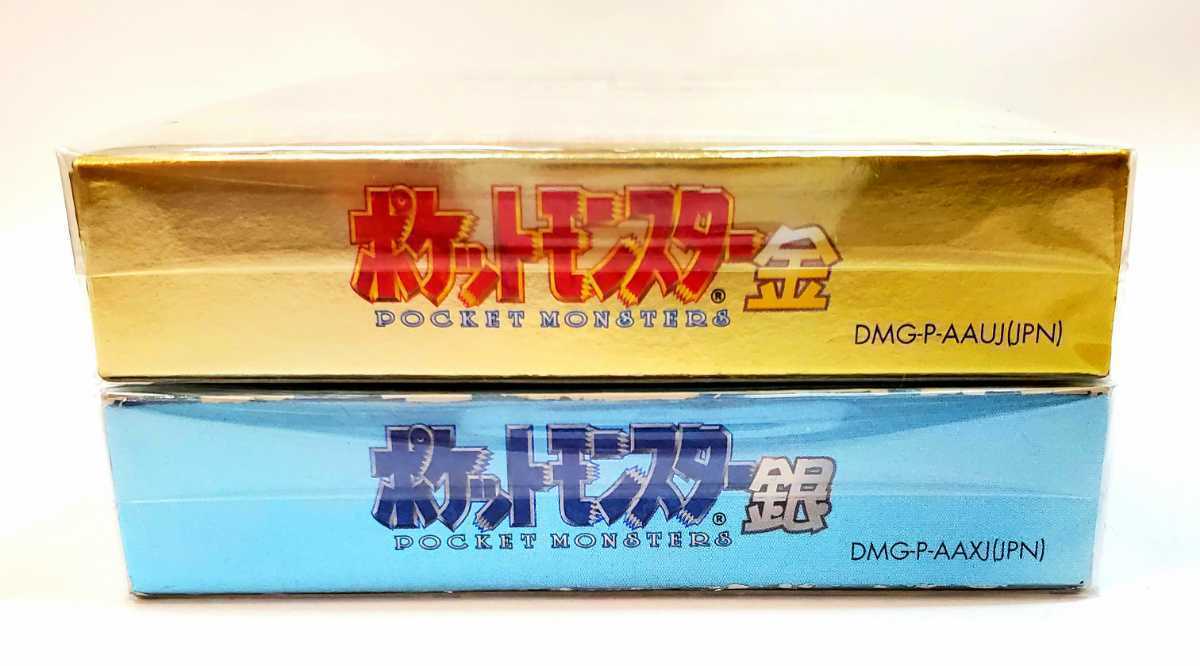 ポケットモンスター金
®
POCKET MONSTERS
DMG-P-AAUJ(JPN)
ポケットモンスター銀
®
POCKET MONSTERS
DMG-P-AAXJ(JPN)